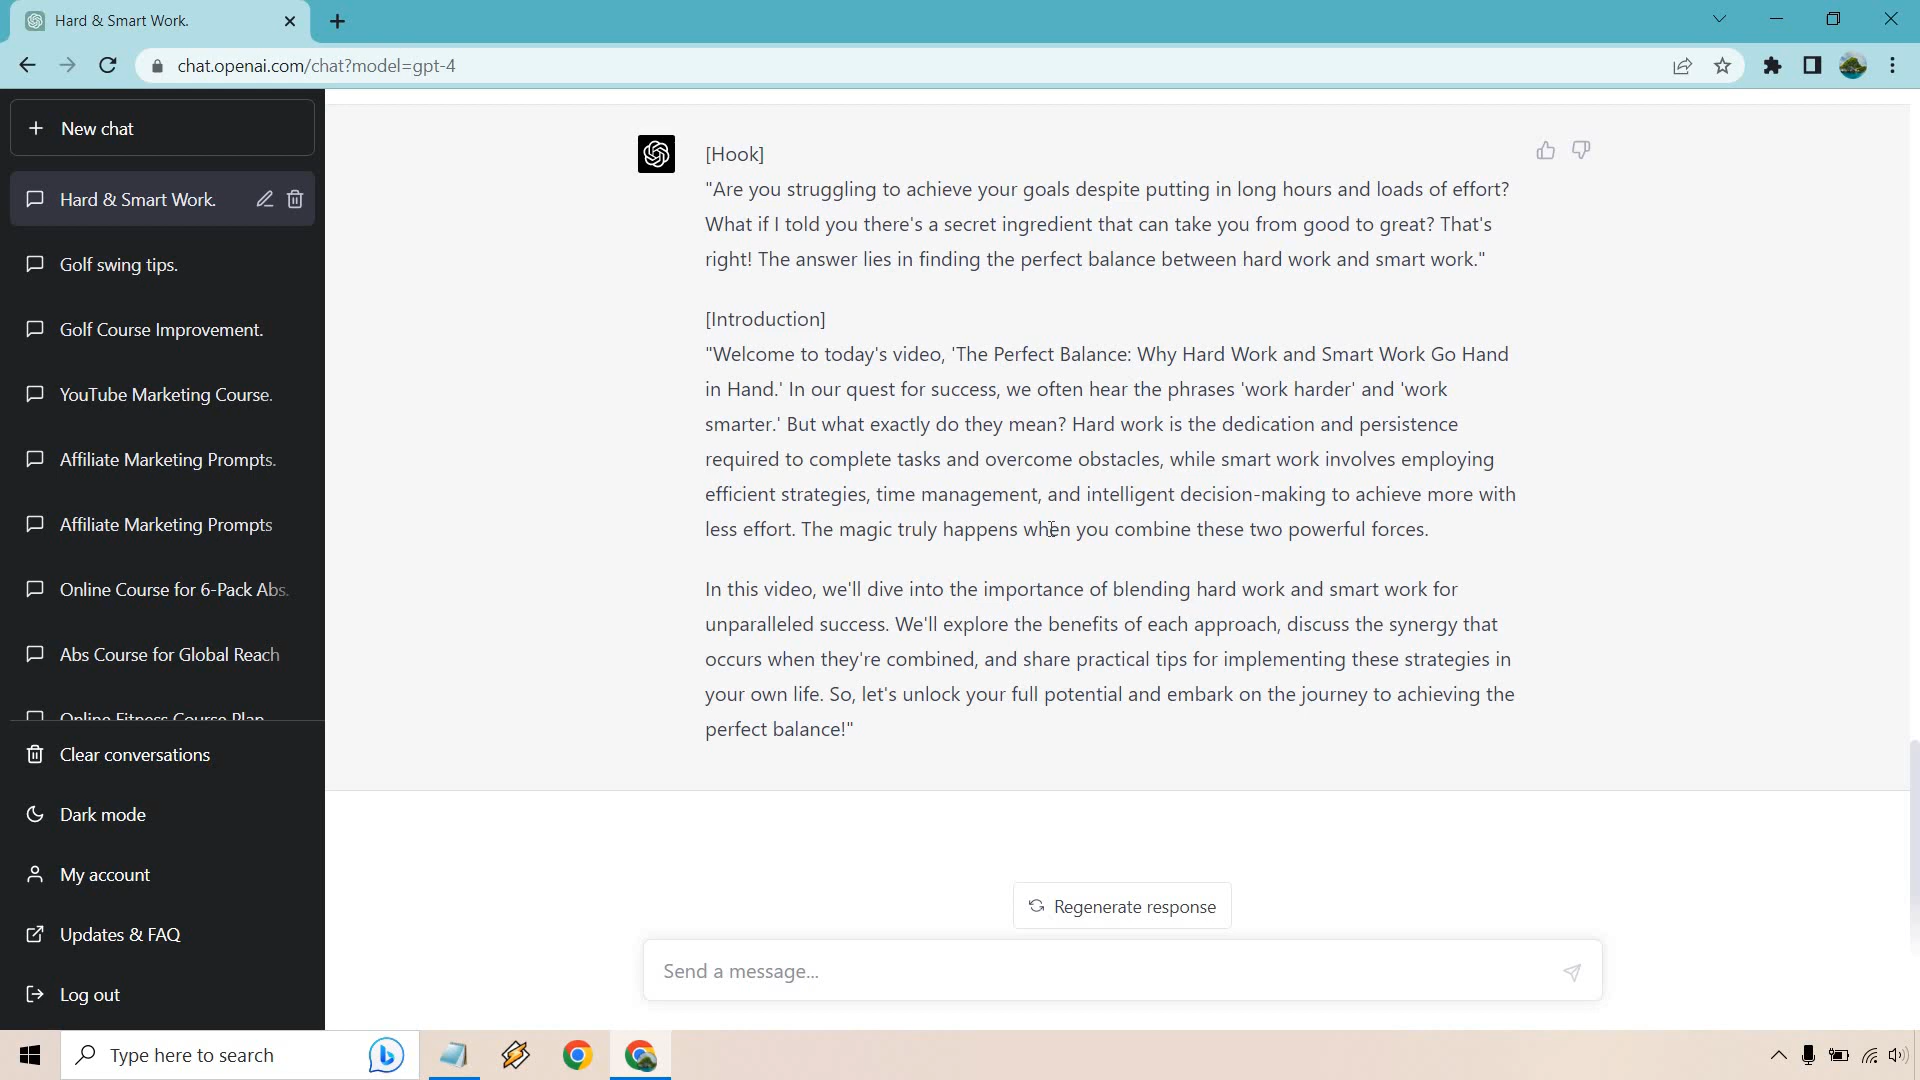 Hard & Smart Work.
chat.openai.com/chat?model=gpt-4
New chat
Hard & Smart Work.
Golf swing tips.
Golf Course Improvement.
YouTube Marketing Course.
Affiliate Marketing Prompts.
Affiliate Marketing Prompts
Online Course for 6-Pack Abs.
Abs Course for Global Reach
Online Fitness Course Plan
Clear conversations
Dark mode
My account
Updates & FAQ
Log out
[Hook]
"Are you struggling to achieve your goals despite putting in long hours and loads of effort?
What if I told you there's a secret ingredient that can take you from good to great? That's
right! The answer lies in finding the perfect balance between hard work and smart work."
[Introduction]
"Welcome to today's video, 'The Perfect Balance: Why Hard Work and Smart Work Go Hand
in Hand.' In our quest for success, we often hear the phrases 'work harder' and 'work
smarter.' But what exactly do they mean? Hard work is the dedication and persistence
required to complete tasks and overcome obstacles, while smart work involves employing
efficient strategies, time management, and intelligent decision-making to achieve more with
less effort. The magic truly happens when you combine these two powerful forces.
In this video, we'll dive into the importance of blending hard work and smart work for
unparalleled success. We'll explore the benefits of each approach, discuss the synergy that
occurs when they're combined, and share practical tips for implementing these strategies in
your own life. So, let's unlock your full potential and embark on the journey to achieving the
perfect balance!"
Regenerate response
Send a message...
Type here to search